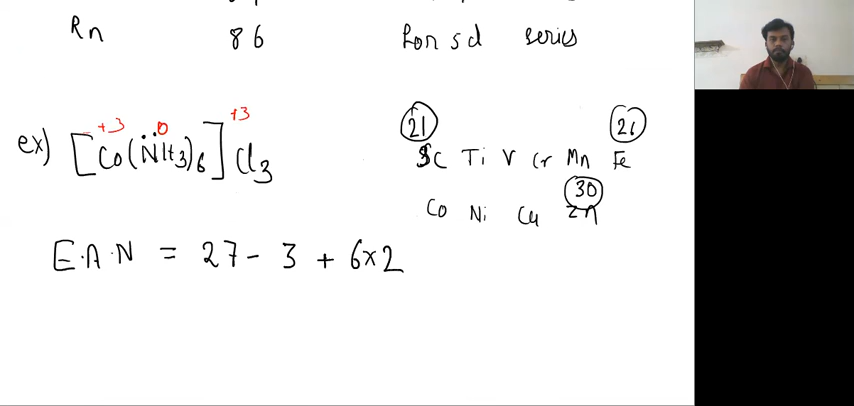 Rn 86 for 5d series
+3 0 +3
ex) [Co(NH3)6]Cl3
21 26
Sc Ti V Cr Mn Fe
30
Co Ni Cu Zn
E.A.N = 27 - 3 + 6×2